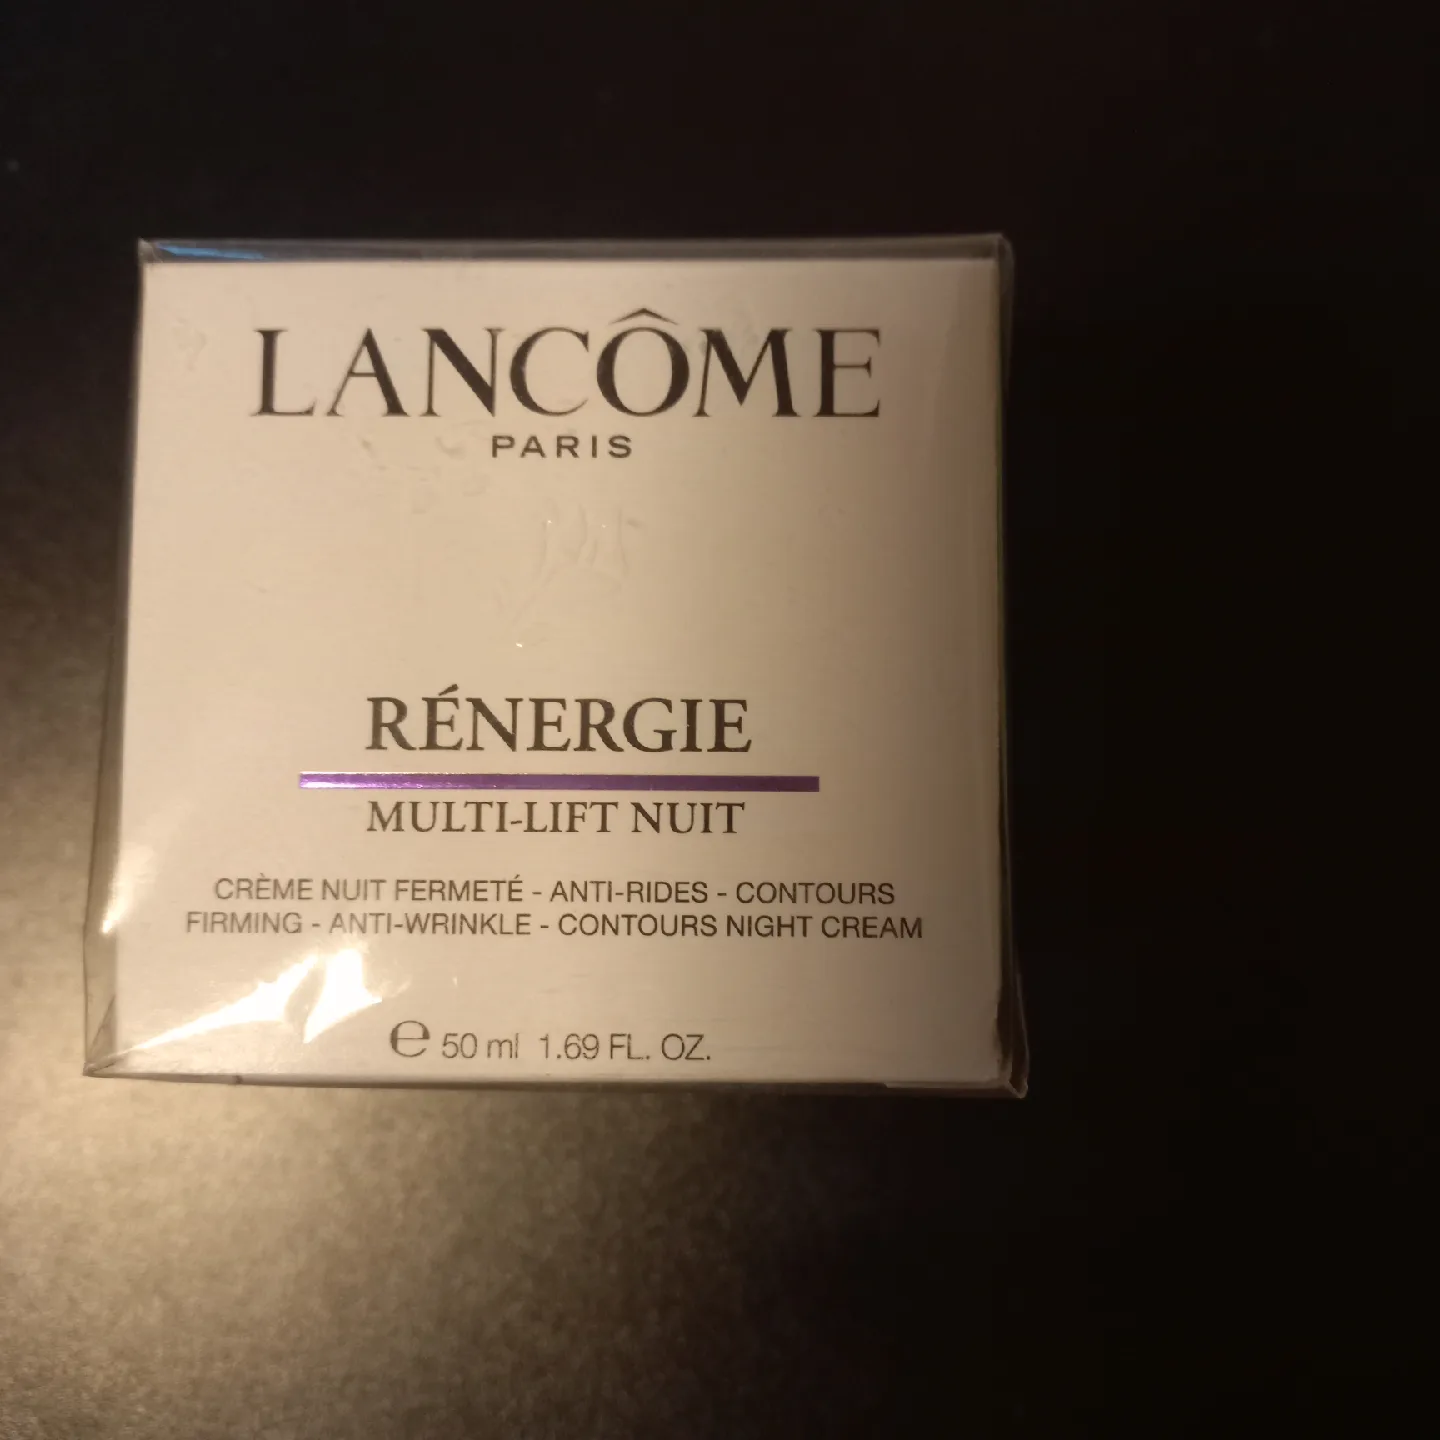 LANCÔME
PARIS
RÉNERGIE
MULTI-LIFT NUIT
CRÈME NUIT FERMETÉ - ANTI-RIDES - CONTOURS
FIRMING - ANTI-WRINKLE - CONTOURS NIGHT CREAM
℮ 50 ml 1.69 FL. OZ.